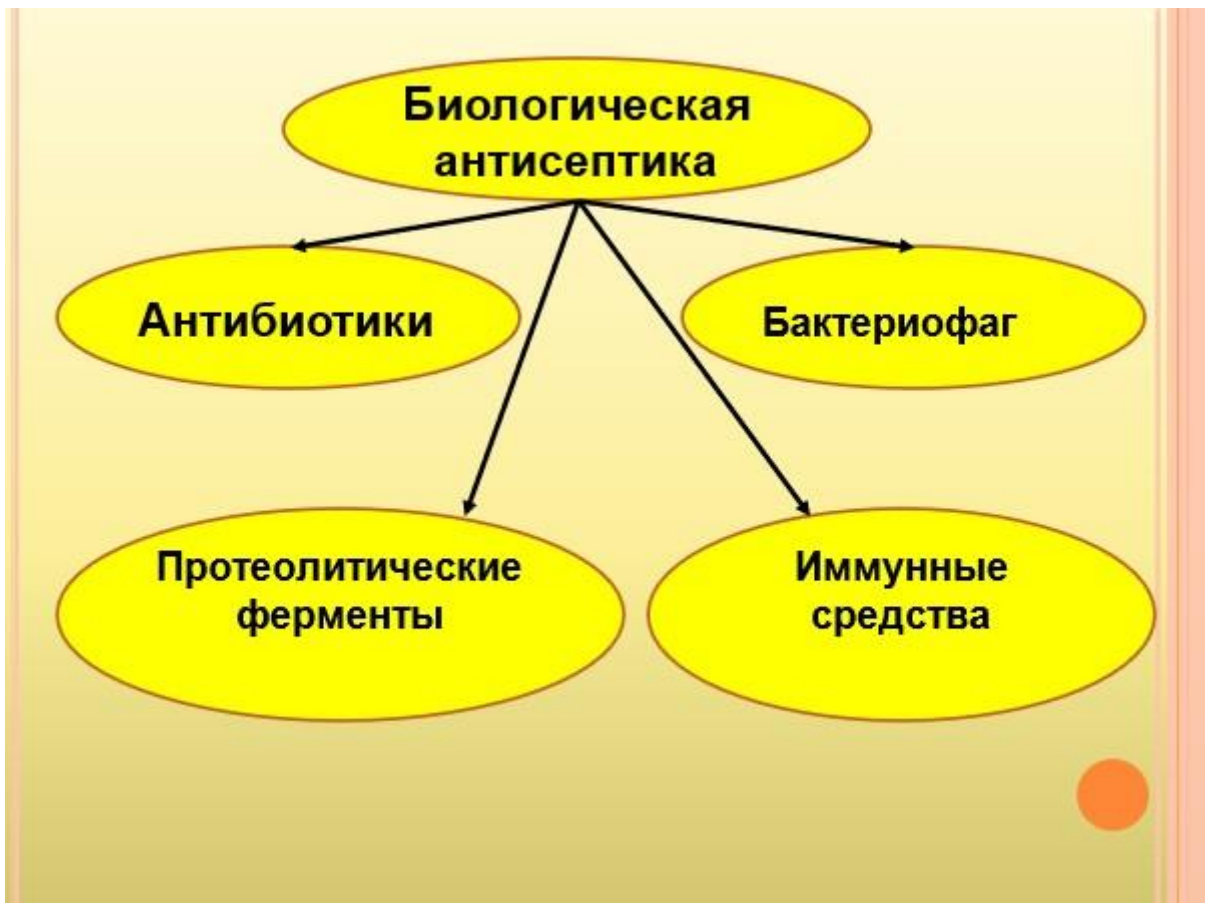 Биологическая
антисептика
Антибиотики
Бактериофаг
Протеолитические
ферменты
Иммунные
средства